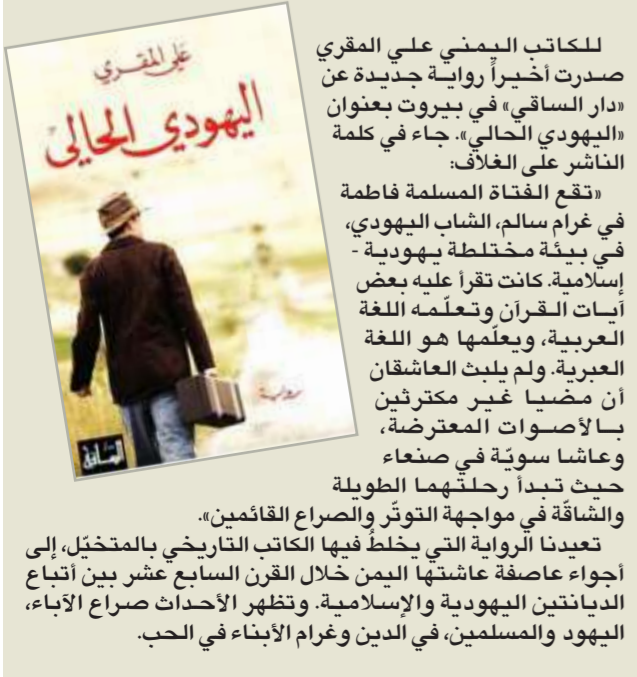 علي المقري
اليهودي الحالي
رواية
الساقي
للكاتب اليمني علي المقري
صدرت أخيراً رواية جديدة عن
«دار الساقي» في بيروت بعنوان
«اليهودي الحالي». جاء في كلمة
الناشر على الغلاف:
«تقع الفتاة المسلمة فاطمة
في غرام سالم، الشاب اليهودي،
في بيئة مختلطة يهودية -
إسلامية. كانت تقرأ عليه بعض
آيات القرآن وتعلّمه اللغة
العربية، ويعلّمها هو اللغة
العبرية. ولم يلبث العاشقان
أن مضيا غير مكترثين
بالأصوات المعترضة،
وعاشا سويّة في صنعاء
حيث تبدأ رحلتهما الطويلة
والشاقّة في مواجهة التوتّر والصراع القائمين».
تعيدنا الرواية التي يخلطُ فيها الكاتب التاريخي بالمتخيّل، إلى
أجواء عاصفة عاشتها اليمن خلال القرن السابع عشر بين أتباع
الديانتين اليهودية والإسلامية. وتظهر الأحداث صراع الآباء،
اليهود والمسلمين، في الدين وغرام الأبناء في الحب.